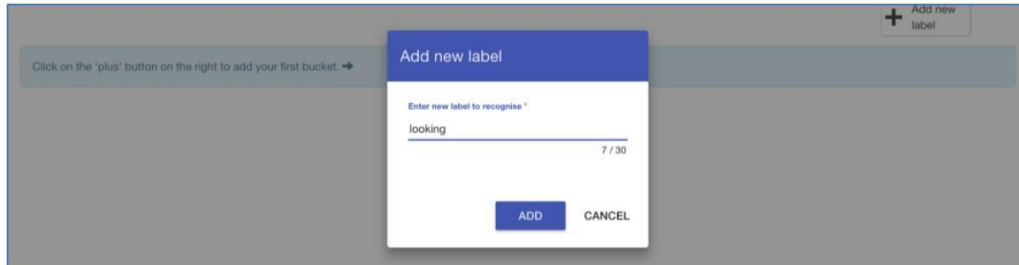 Add new
label
Click on the 'plus' button on the right to add your first bucket. ➔
Add new label
Enter new label to recognise *
looking
7 / 30
ADD CANCEL